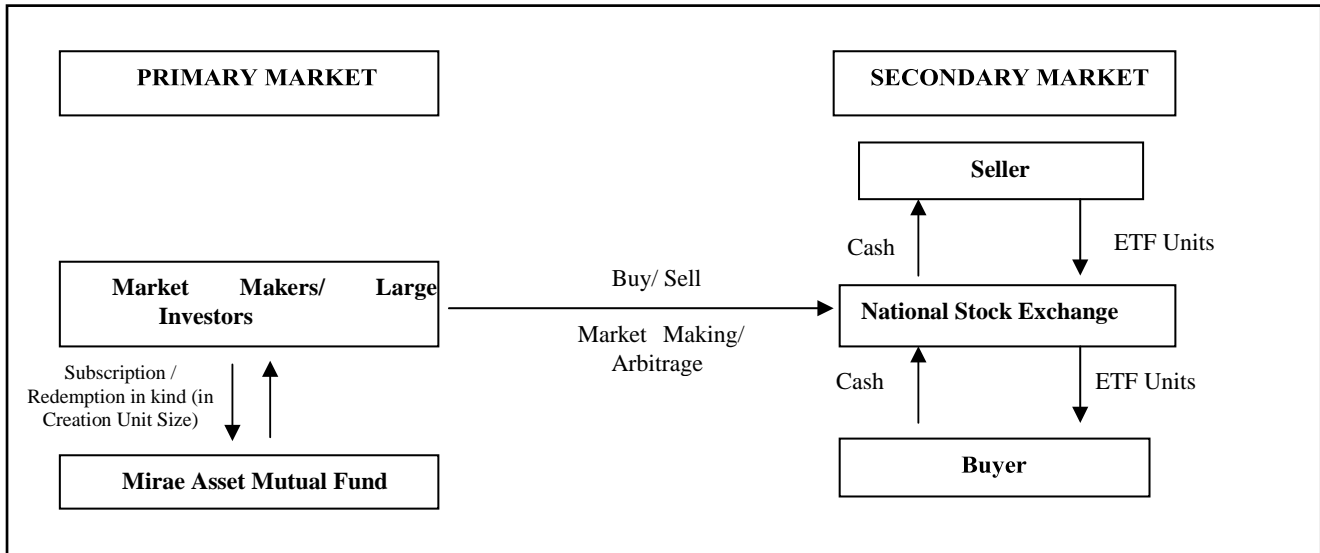 PRIMARY MARKET
SECONDARY MARKET
Seller
Cash
ETF Units
Market Makers/ Large
Investors
Buy/ Sell
Market Making/
Arbitrage
National Stock Exchange
Subscription /
Redemption in kind (in
Creation Unit Size)
Cash
ETF Units
Mirae Asset Mutual Fund
Buyer